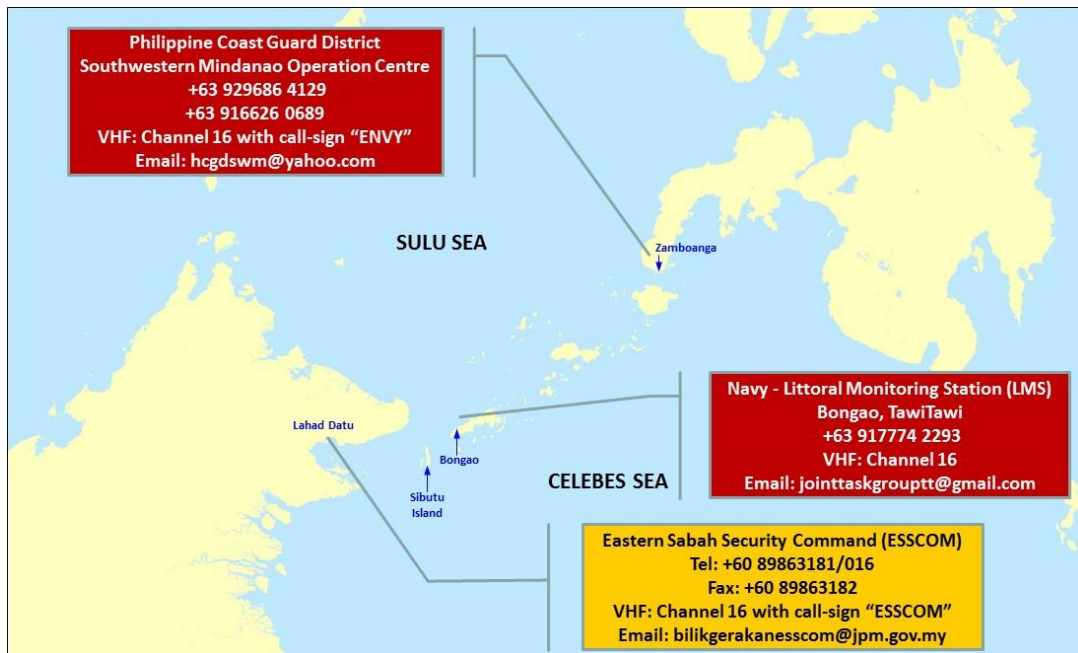 Philippine Coast Guard District
Southwestern Mindanao Operation Centre
+63 929686 4129
+63 916626 0689
VHF: Channel 16 with call-sign “ENVY”
Email: hcgdswm@yahoo.com
SULU SEA
Zamboanga
Navy - Littoral Monitoring Station (LMS)
Bongao, TawiTawi
+63 917774 2293
VHF: Channel 16
Email: jointtaskgrouptt@gmail.com
Lahad Datu
Bongao
Sibutu
Island
CELEBES SEA
Eastern Sabah Security Command (ESSCOM)
Tel: +60 89863181/016
Fax: +60 89863182
VHF: Channel 16 with call-sign “ESSCOM”
Email: bilikgerakanesscom@jpm.gov.my